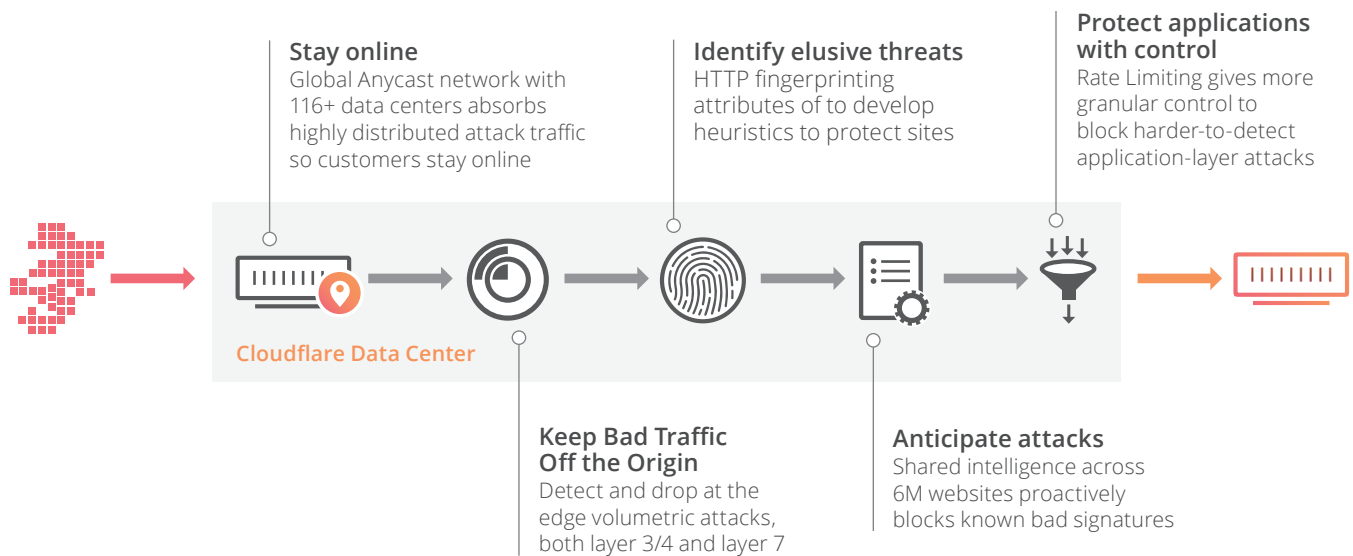 Stay online
Global Anycast network with
116+ data centers absorbs
highly distributed attack traffic
so customers stay online
Identify elusive threats
HTTP fingerprinting
attributes of to develop
heuristics to protect sites
Protect applications
with control
Rate Limiting gives more
granular control to
block harder-to-detect
application-layer attacks
Cloudflare Data Center
Keep Bad Traffic
Off the Origin
Detect and drop at the
edge volumetric attacks,
both layer 3/4 and layer 7
Anticipate attacks
Shared intelligence across
6M websites proactively
blocks known bad signatures